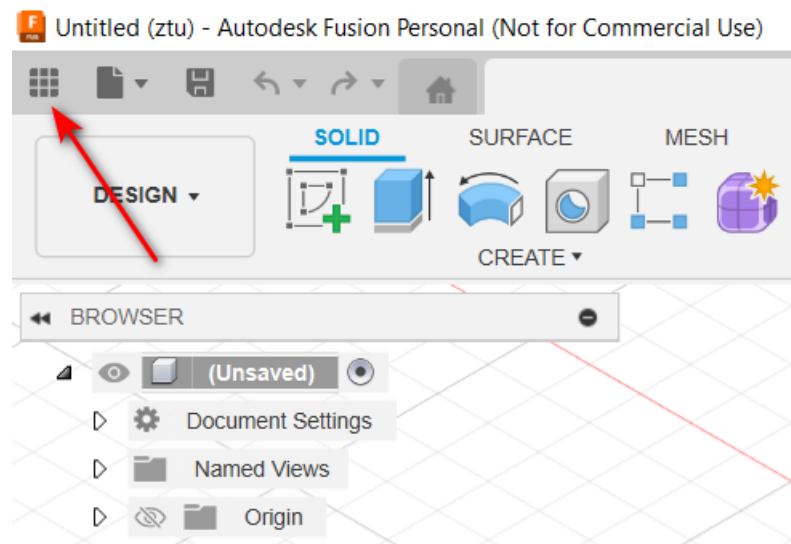 Untitled (ztu) - Autodesk Fusion Personal (Not for Commercial Use)
SOLID SURFACE MESH
DESIGN
CREATE
BROWSER
(Unsaved)
Document Settings
Named Views
Origin